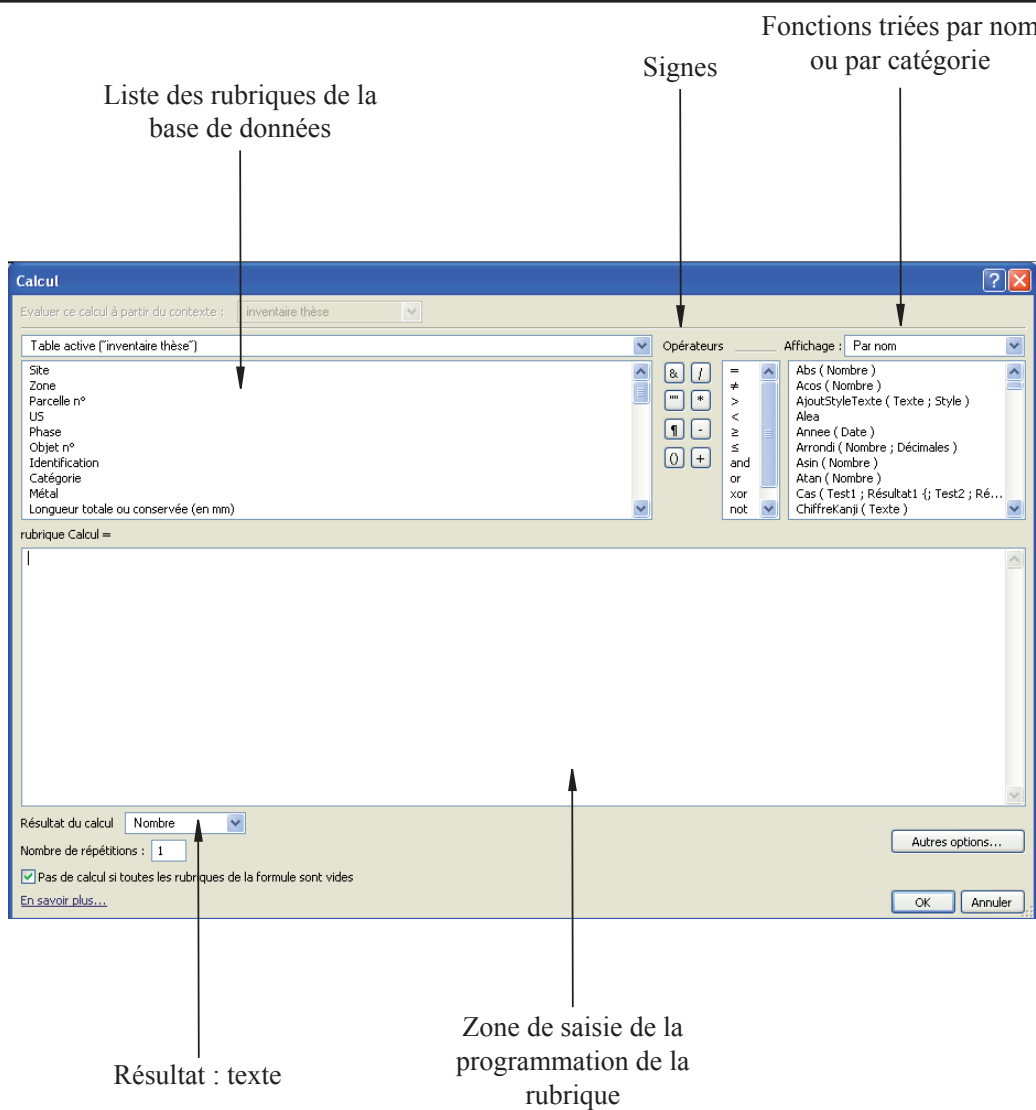 Fonctions triées par nom
ou par catégorie
Signes
Liste des rubriques de la
base de données
Calcul
Evaluer ce calcul à partir du contexte : inventaire thèse
Table active ("inventaire thèse")
Opérateurs
Affichage : Par nom
Site
Zone
Parcelle n°
US
Phase
Objet n°
Identification
Catégorie
Métal
Longueur totale ou conservée (en mm)
& /
"" *
¶ -
() +
=
≠
>
<
≥
≤
and
or
xor
not
Abs ( Nombre )
Acos ( Nombre )
AjoutStyleTexte ( Texte ; Style )
Alea
Annee ( Date )
Arrondi ( Nombre ; Décimales )
Asin ( Nombre )
Atan ( Nombre )
Cas ( Test1 ; Résultat1 {; Test2 ; Ré...
ChiffreKanji ( Texte )
rubrique Calcul =
Résultat du calcul Nombre
Nombre de répétitions : 1
Autres options...
Pas de calcul si toutes les rubriques de la formule sont vides
En savoir plus...
OK Annuler
Zone de saisie de la
programmation de la
rubrique
Résultat : texte